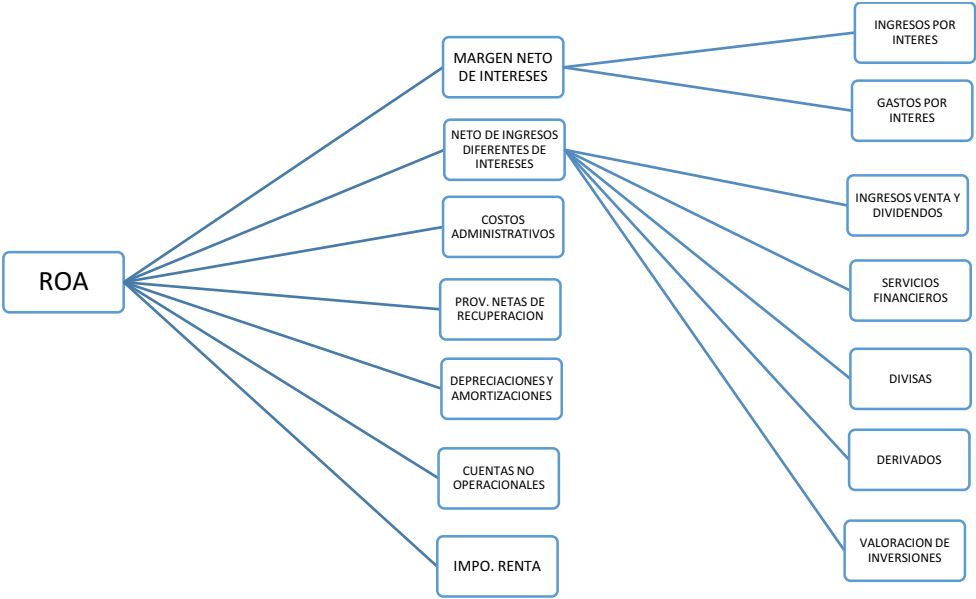 ROA
MARGEN NETO
DE INTERESES
NETO DE INGRESOS
DIFERENTES DE
INTERESES
COSTOS
ADMINISTRATIVOS
PROV. NETAS DE
RECUPERACION
DEPRECIACIONES Y
AMORTIZACIONES
CUENTAS NO
OPERACIONALES
IMPO. RENTA
INGRESOS POR
INTERES
GASTOS POR
INTERES
INGRESOS VENTA Y
DIVIDENDOS
SERVICIOS
FINANCIEROS
DIVISAS
DERIVADOS
VALORACION DE
INVERSIONES